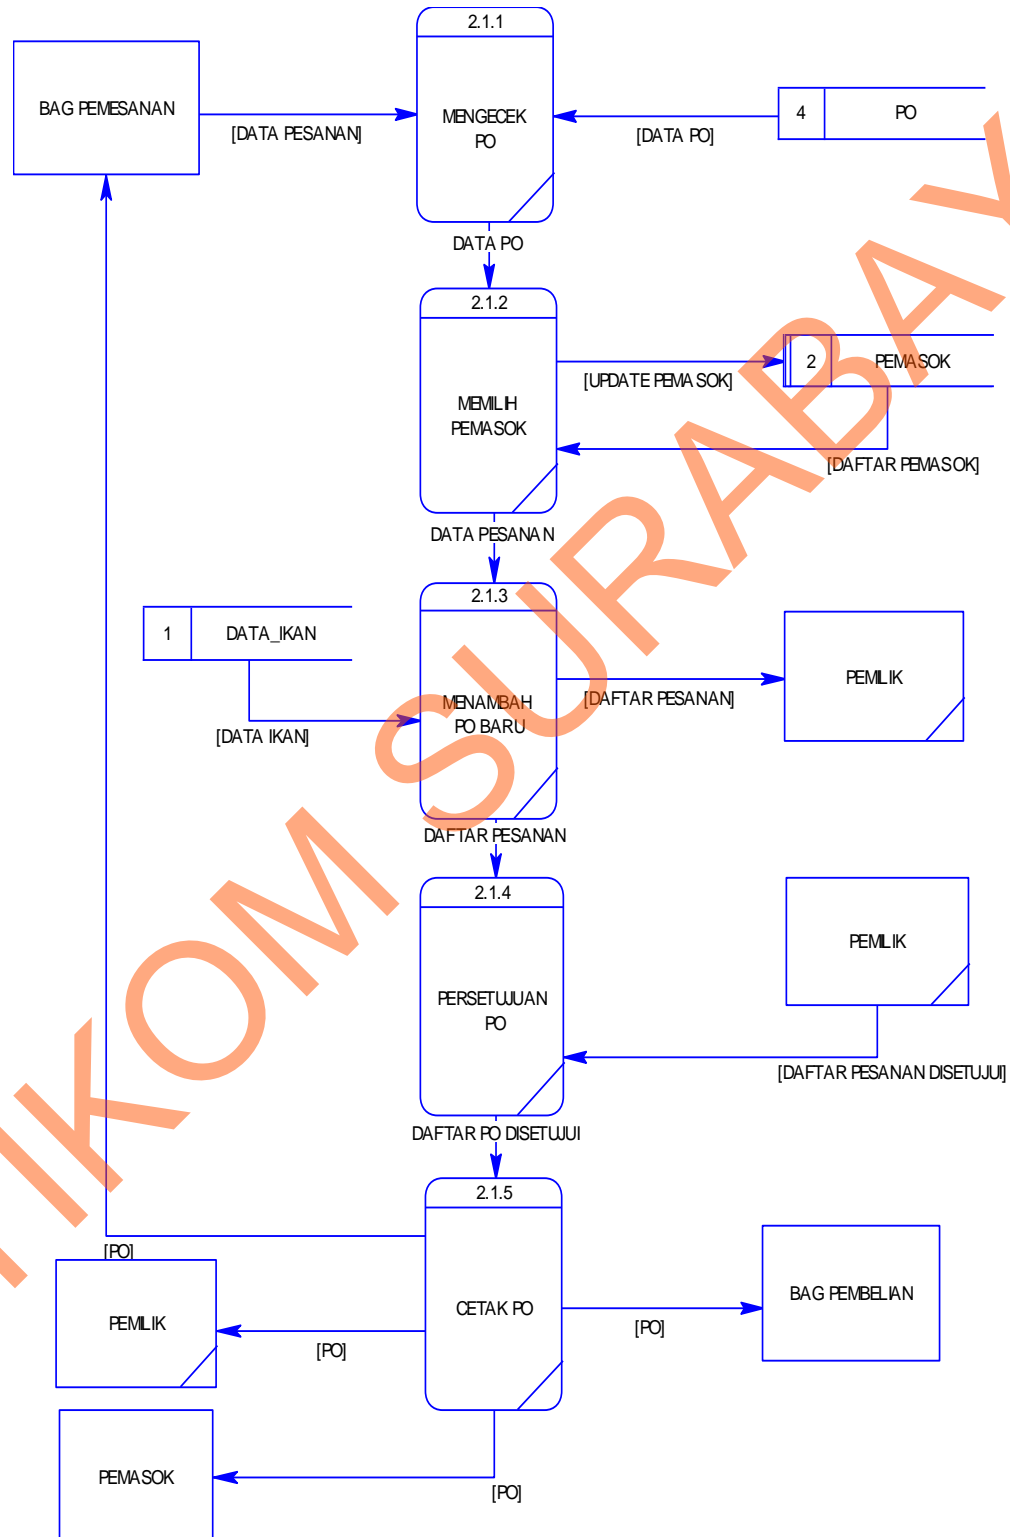 2.1.1
BAG PEMESANAN
MENGECEK
PO
4
PO
[DATA PESANAN]
[DATA PO]
DATA PO
2.1.2
[UPDATE PEMASOK]
2
PEMASOK
MEMILIH
PEMASOK
[DAFTAR PEMASOK]
DATA PESANAN
2.1.3
1
DATA_IKAN
MENAMBAH
PO BARU
[DAFTAR PESANAN]
PEMILIK
[DATA IKAN]
DAFTAR PESANAN
2.1.4
PERSETUJUAN
PO
PEMILIK
[DAFTAR PESANAN DISETUJUI]
DAFTAR PO DISETUJUI
2.1.5
[PO]
CETAK PO
BAG PEMBELIAN
PEMILIK
[PO]
[PO]
PEMASOK
[PO]
IKOM SURABAY